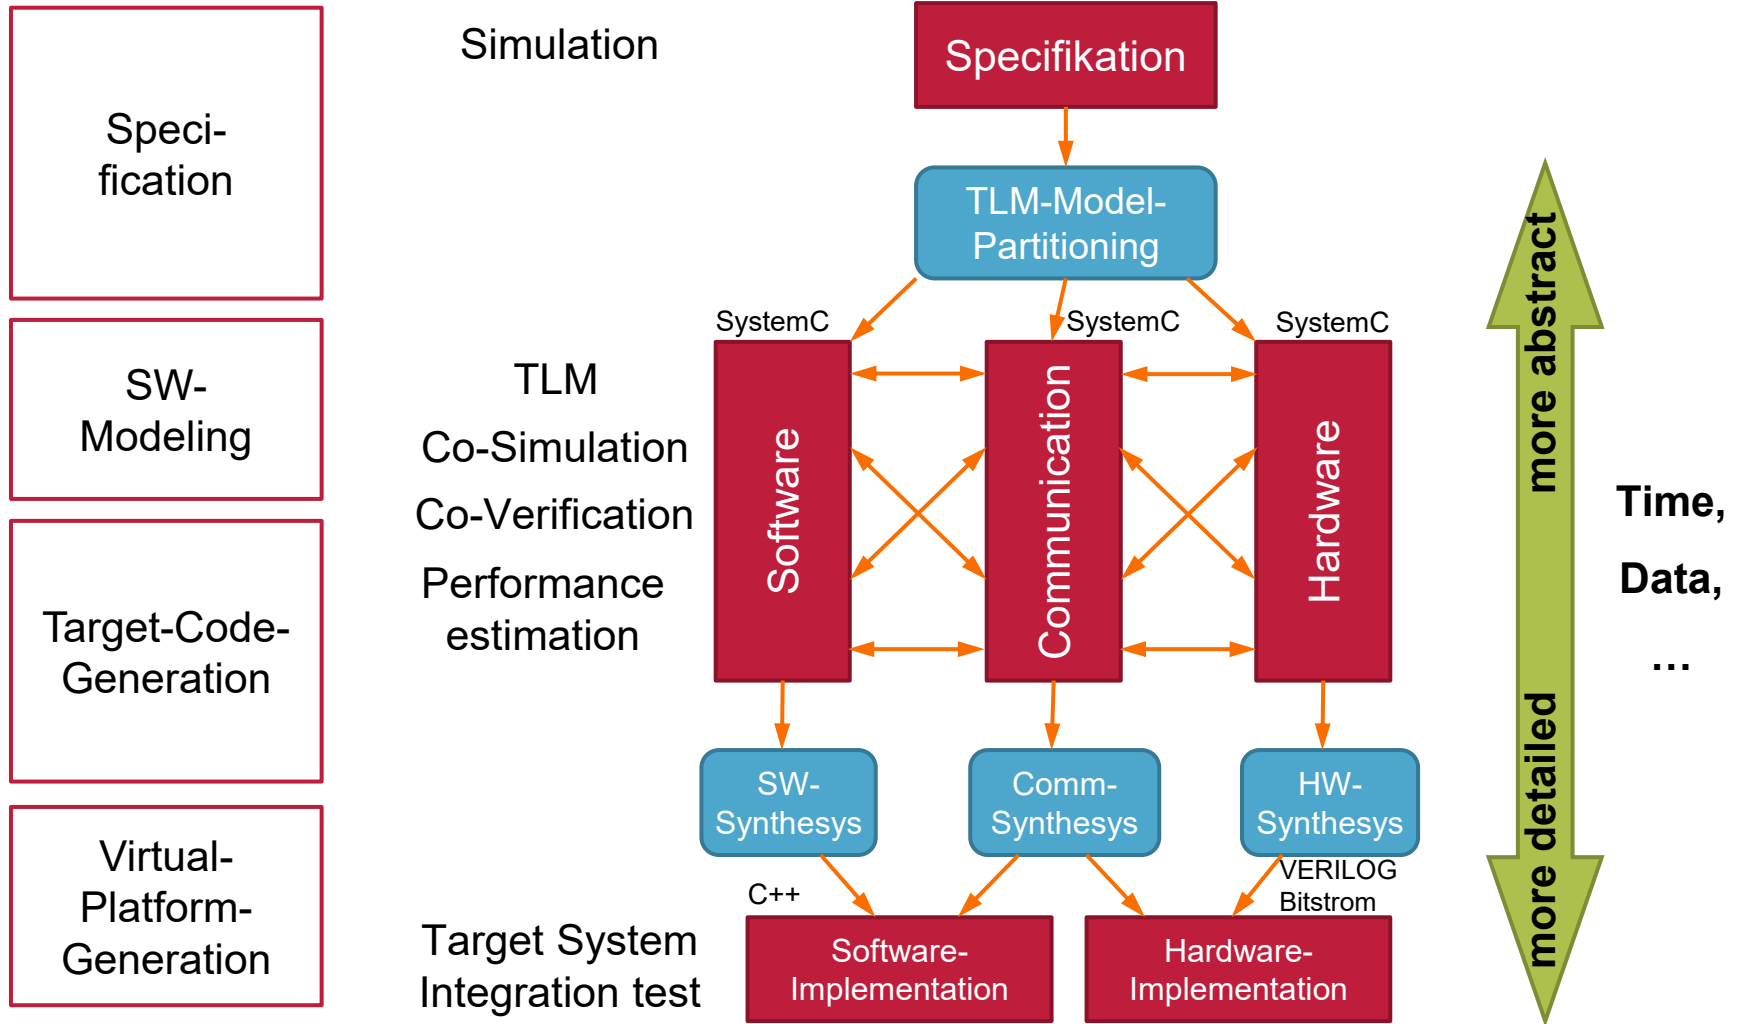 Speci-
fication
SW-
Modeling
Target-Code-
Generation
Virtual-
Platform-
Generation
Simulation
TLM
Co-Simulation
Co-Verification
Performance
estimation
Target System
Integration test
Specifikation
TLM-Model-
Partitioning
SystemC
SystemC
SystemC
Software
Communication
Hardware
SW-
Synthesys
Comm-
Synthesys
HW-
Synthesys
C++
VERILOG
Bitstrom
Software-
Implementation
Hardware-
Implementation
more abstract
more detailed
Time,
Data,
...